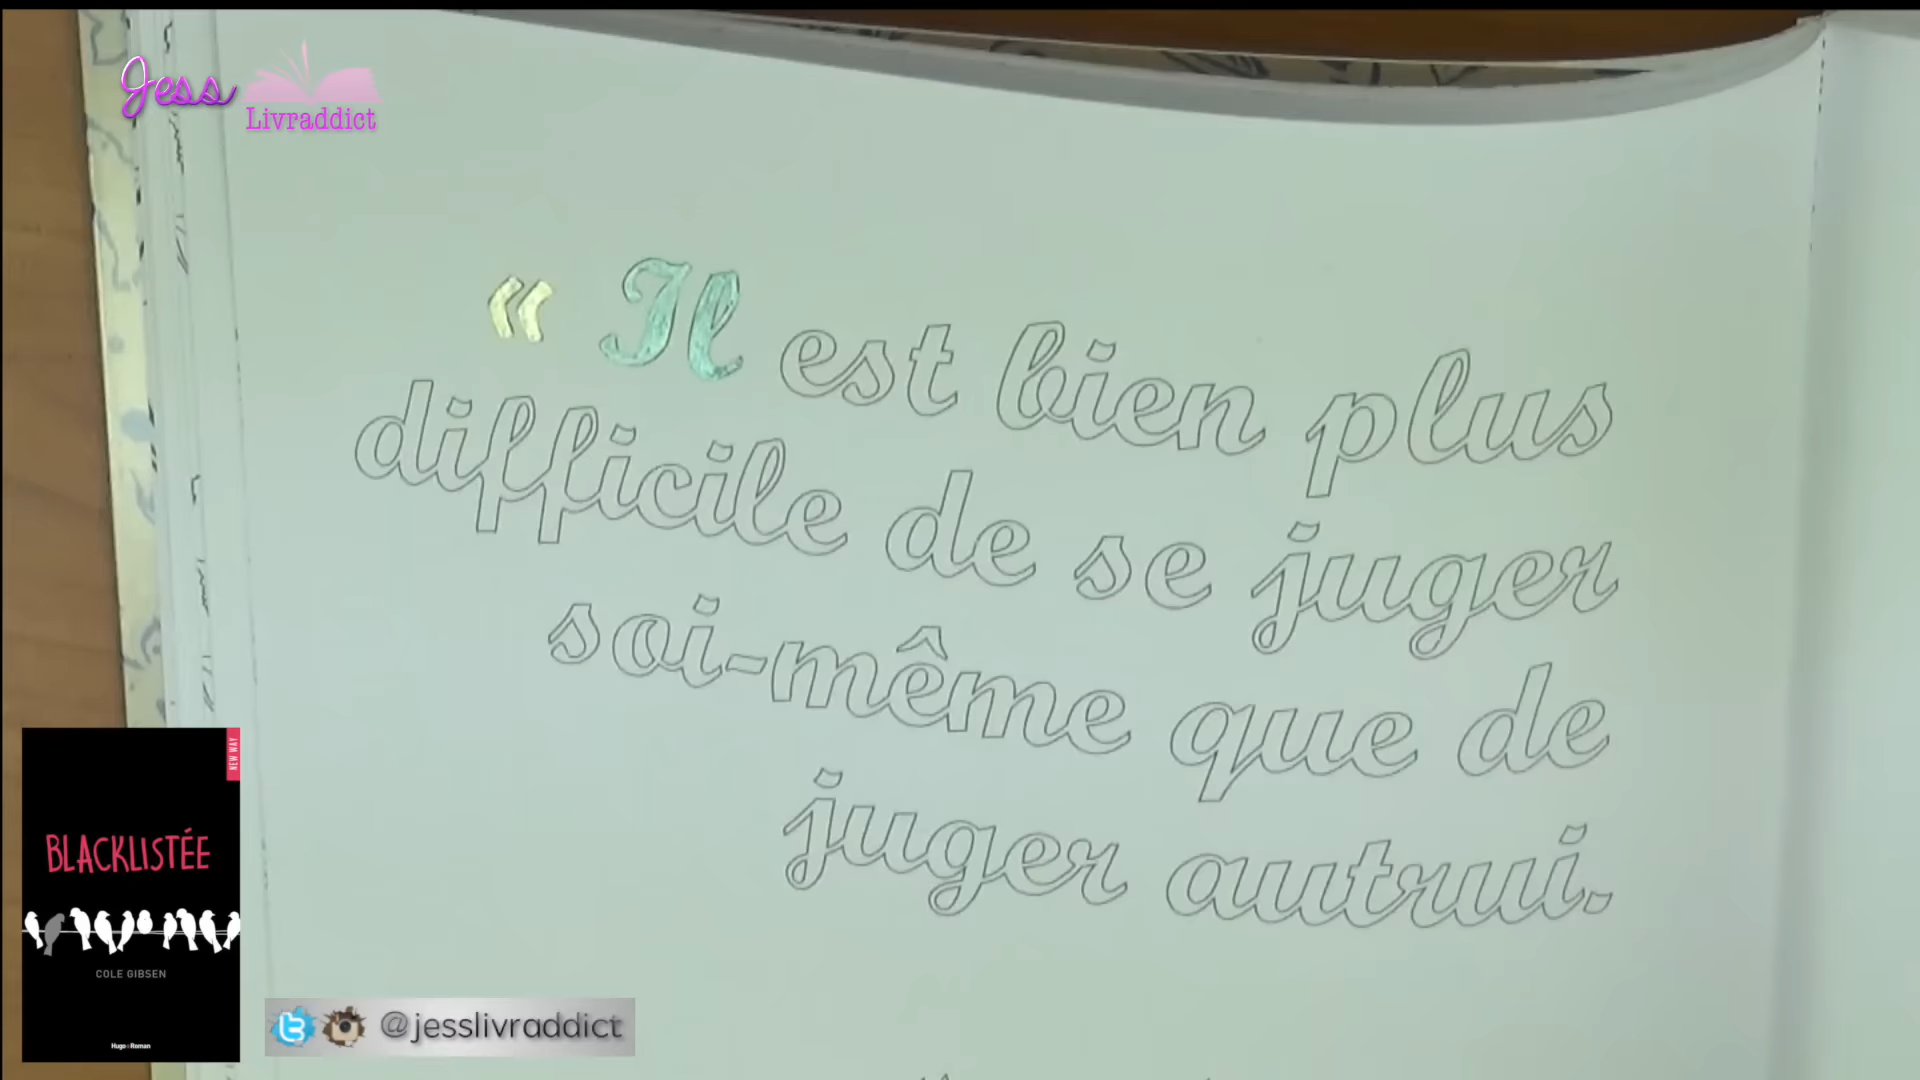 Jess
Livraddict
« Il est bien plus
difficile de se juger
soi-même que de
juger autrui.
NEW WAY
BLACKLISTÉE
COLE GIBSEN
Hugo Roman
@jesslivraddict